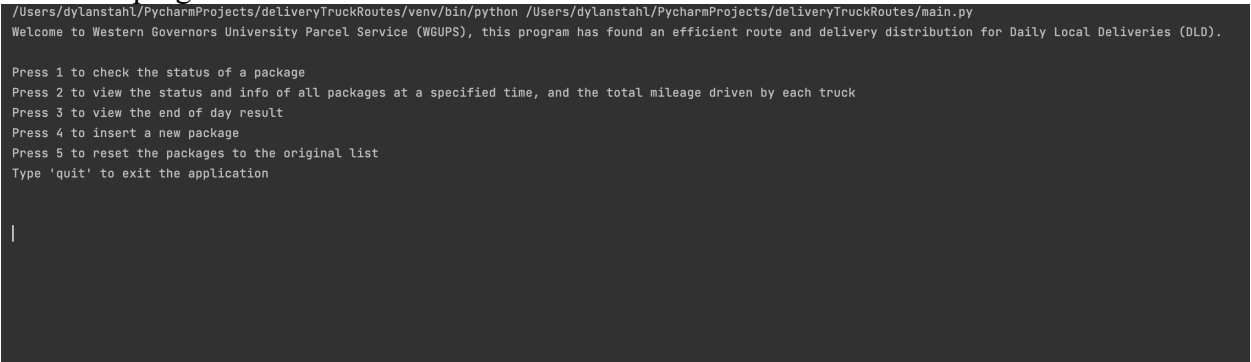 /Users/dylanstahl/PycharmProjects/deliveryTruckRoutes/venv/bin/python /Users/dylanstahl/PycharmProjects/deliveryTruckRoutes/main.py
Welcome to Western Governors University Parcel Service (WGUPS), this program has found an efficient route and delivery distribution for Daily Local Deliveries (DLD).
Press 1 to check the status of a package
Press 2 to view the status and info of all packages at a specified time, and the total mileage driven by each truck
Press 3 to view the end of day result
Press 4 to insert a new package
Press 5 to reset the packages to the original list
Type 'quit' to exit the application